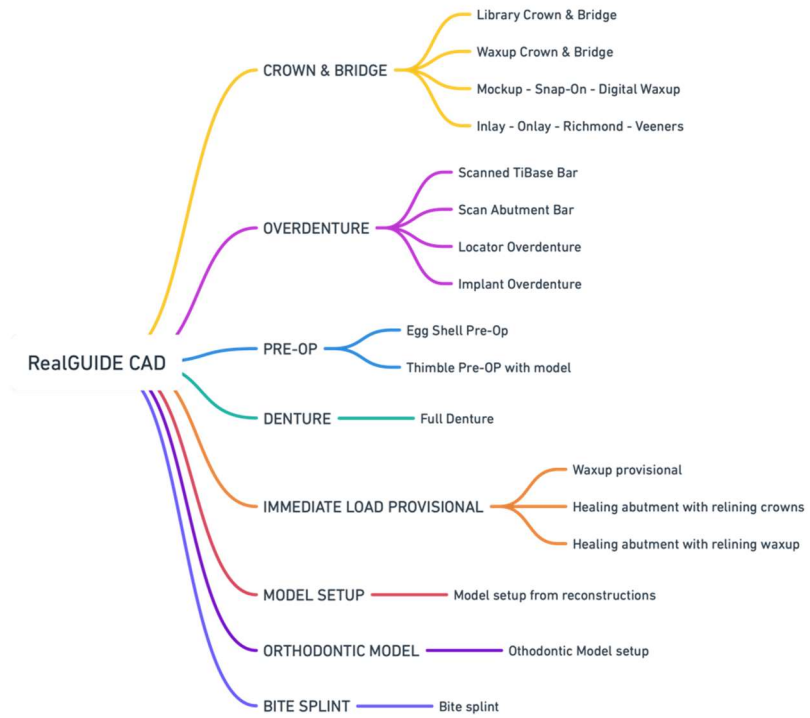 RealGUIDE CAD
CROWN & BRIDGE
Library Crown & Bridge
Waxup Crown & Bridge
Mockup - Snap-On - Digital Waxup
Inlay - Onlay - Richmond - Veeners
OVERDENTURE
Scanned TiBase Bar
Scan Abutment Bar
Locator Overdenture
Implant Overdenture
PRE-OP
Egg Shell Pre-Op
Thimble Pre-OP with model
DENTURE
Full Denture
IMMEDIATE LOAD PROVISIONAL
Waxup provisional
Healing abutment with relining crowns
Healing abutment with relining waxup
MODEL SETUP
Model setup from reconstructions
ORTHODONTIC MODEL
Othodontic Model setup
BITE SPLINT
Bite splint